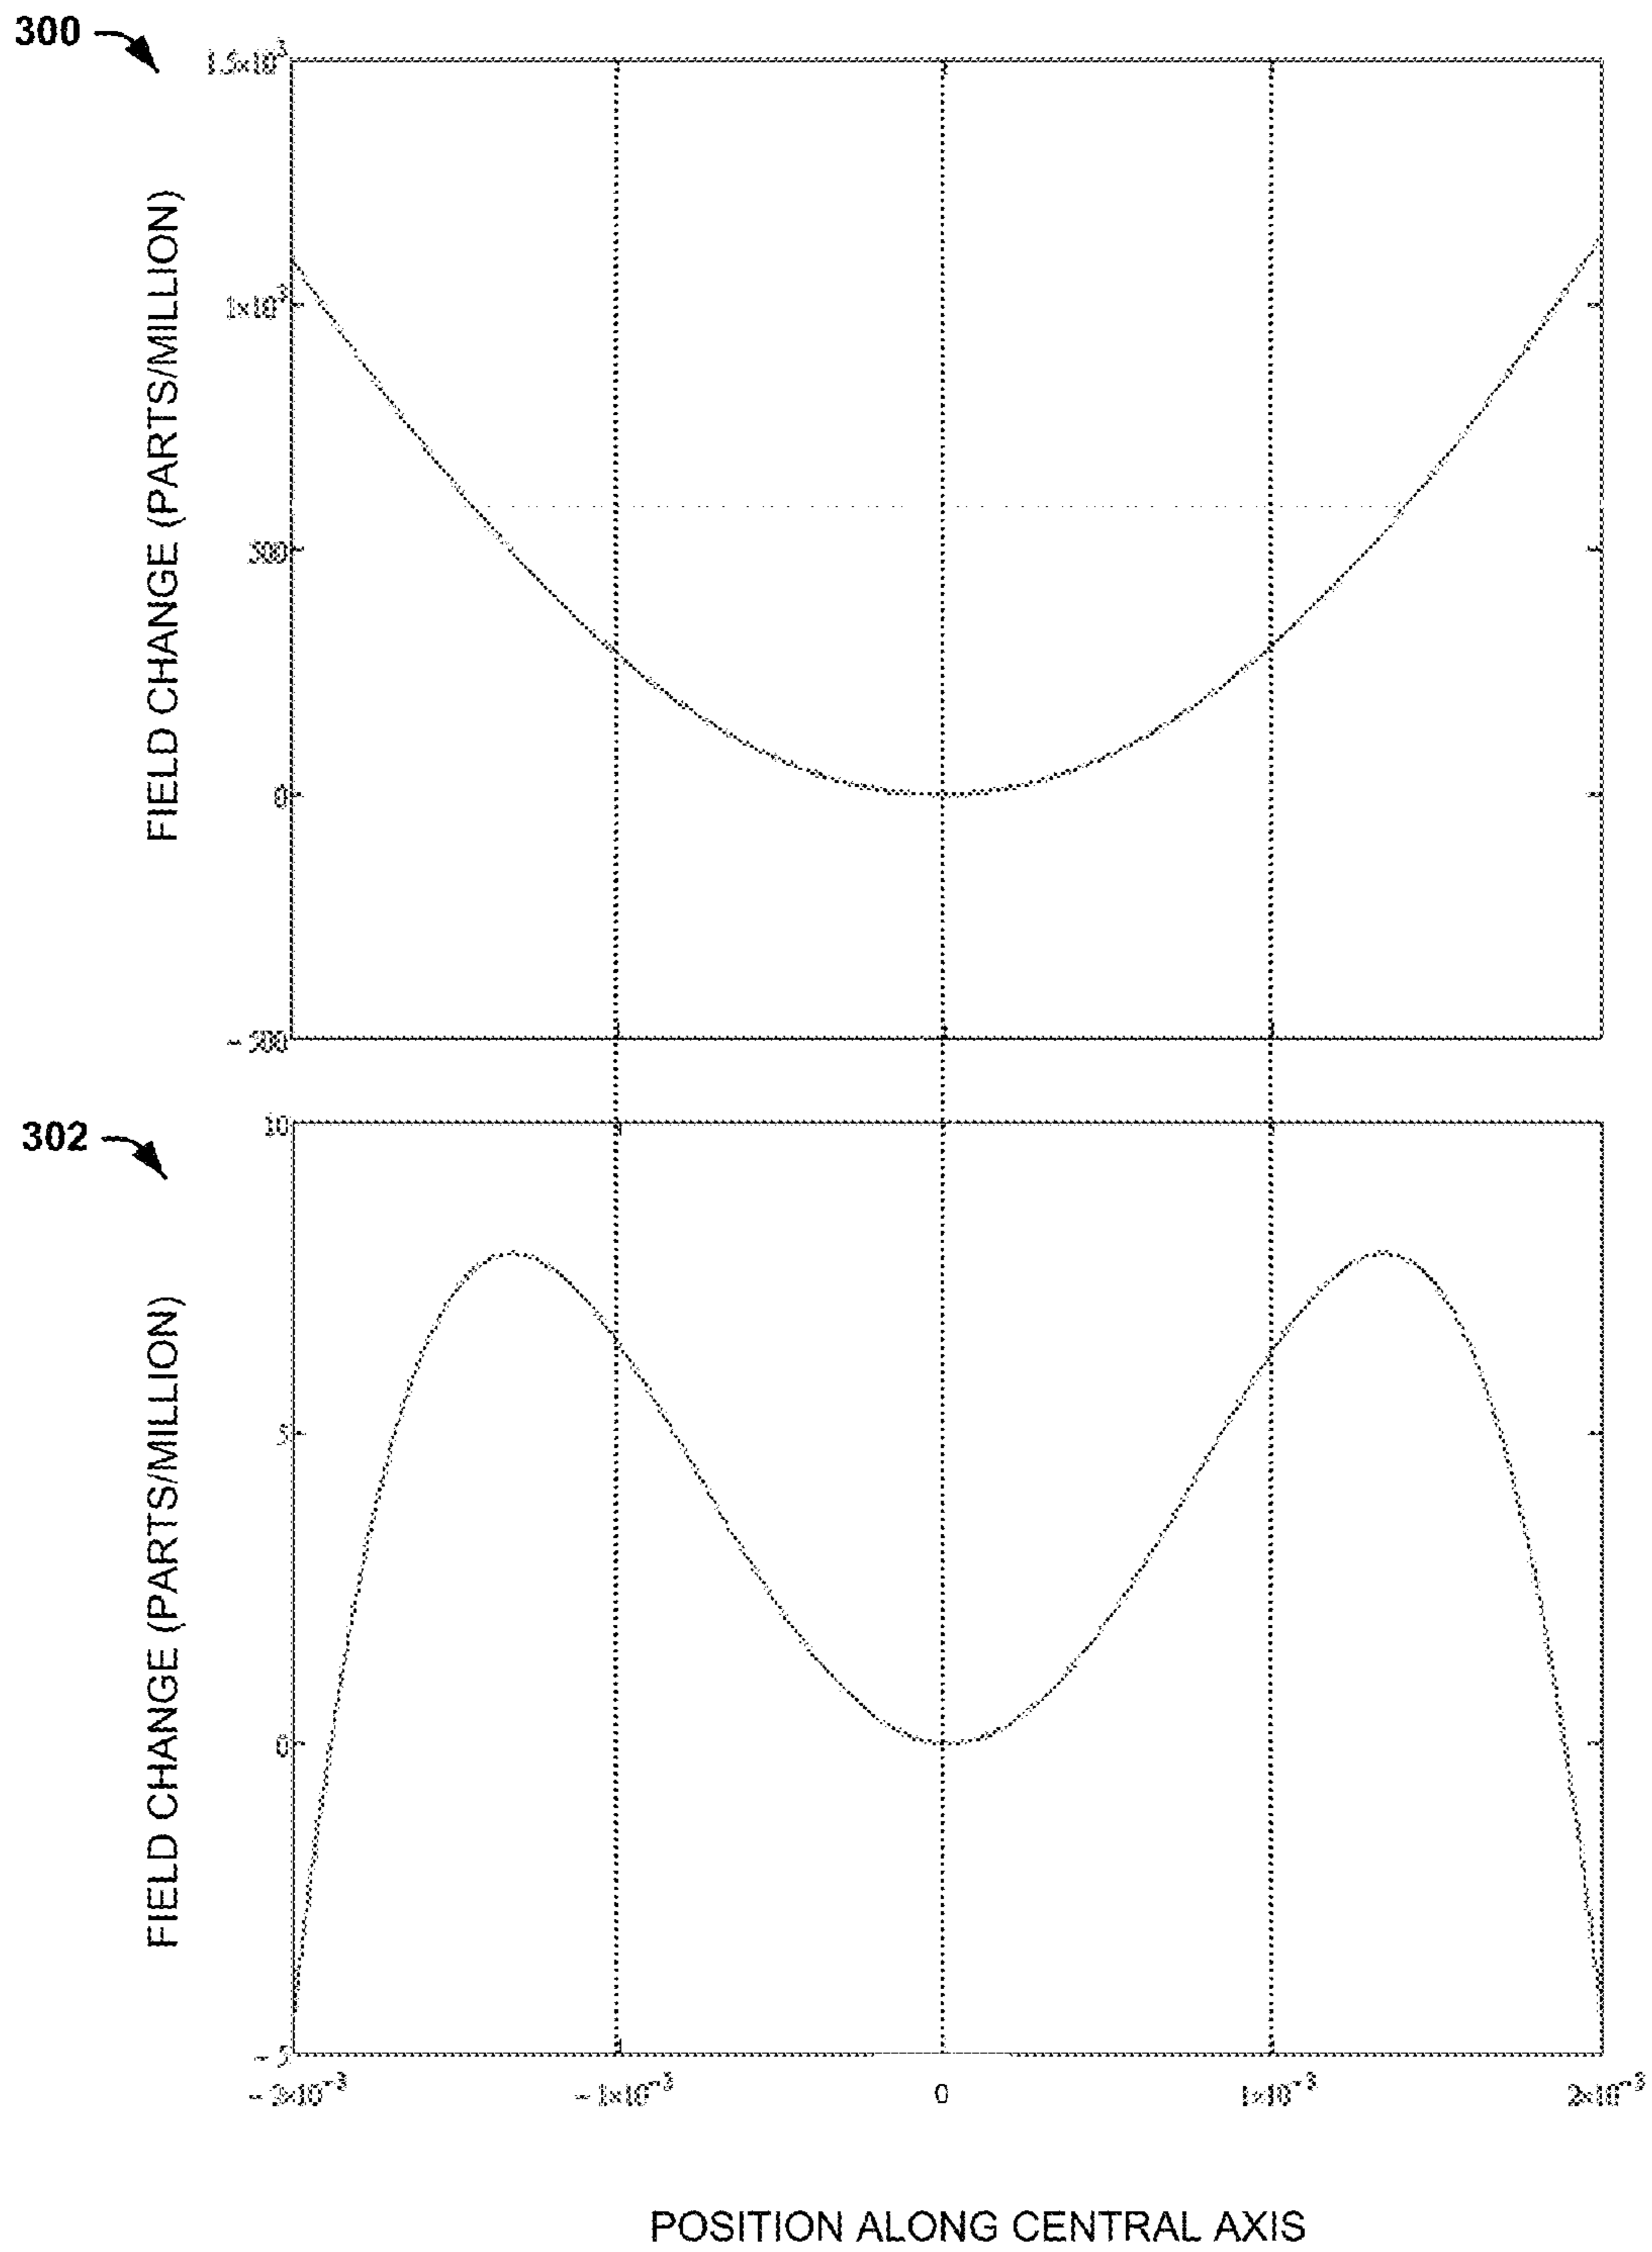 300
1.5×10³
1×10³
500
0
-500
FIELD CHANGE (PARTS/MILLION)
302
10
5
0
-5
FIELD CHANGE (PARTS/MILLION)
-3×10⁻³ -1×10⁻³ 0 1×10⁻³ 2×10⁻³
POSITION ALONG CENTRAL AXIS